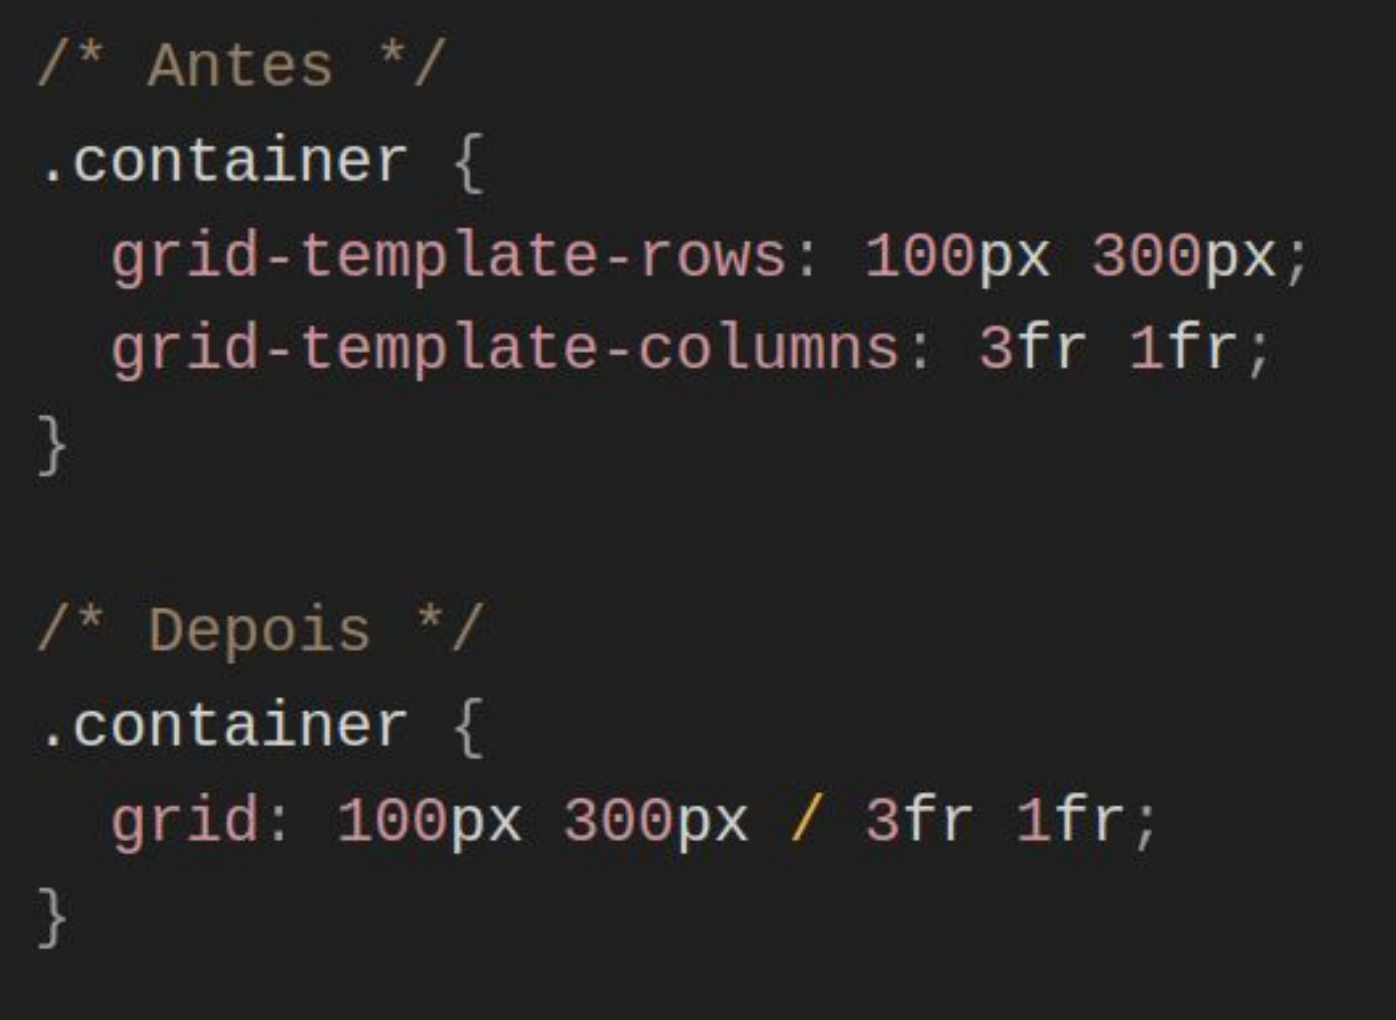 /* Antes */
.container {
  grid-template-rows: 100px 300px;
  grid-template-columns: 3fr 1fr;
}
/* Depois */
.container {
  grid: 100px 300px / 3fr 1fr;
}